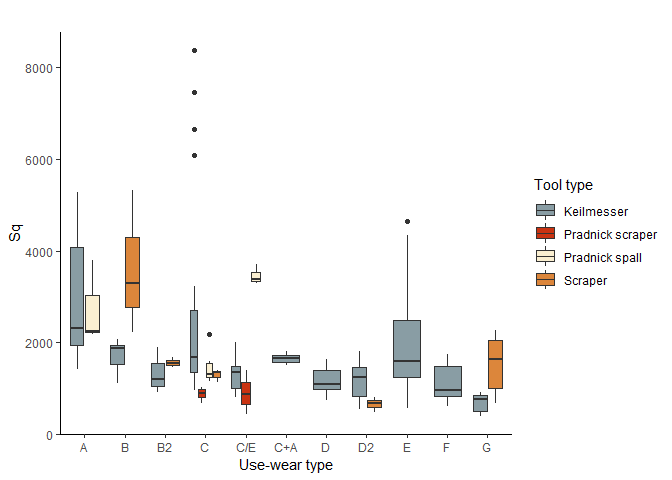 8000
6000
4000
2000
0
Sq
A B B2 C C/E C+A D D2 E F G
Use-wear type
Tool type
Keilmesser
Pradnick scraper
Pradnick spall
Scraper